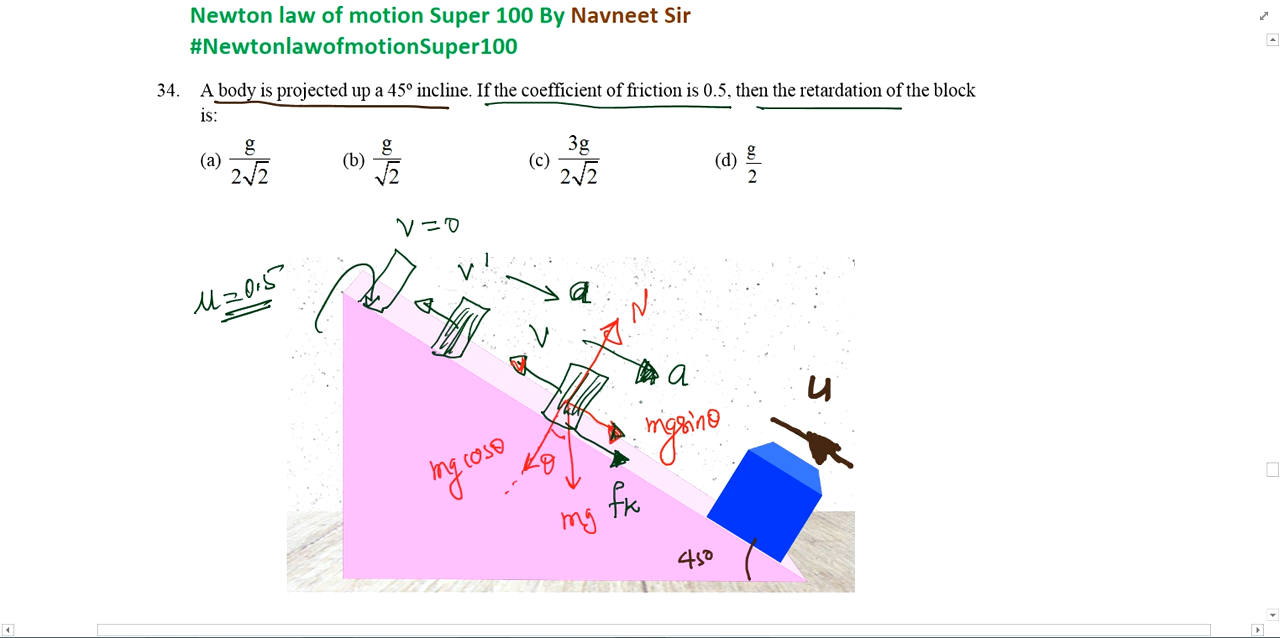 Newton law of motion Super 100 By Navneet Sir
#NewtonlawofmotionSuper100
34. A body is projected up a 45° incline. If the coefficient of friction is 0.5, then the retardation of the block
is:
(a) g/2√2 (b) g/√2 (c) 3g/2√2 (d) g/2
v=0
v' a
μ=0.5
N
v
a
u
mgsinθ
mg cosθ
θ
fk
mg
45°